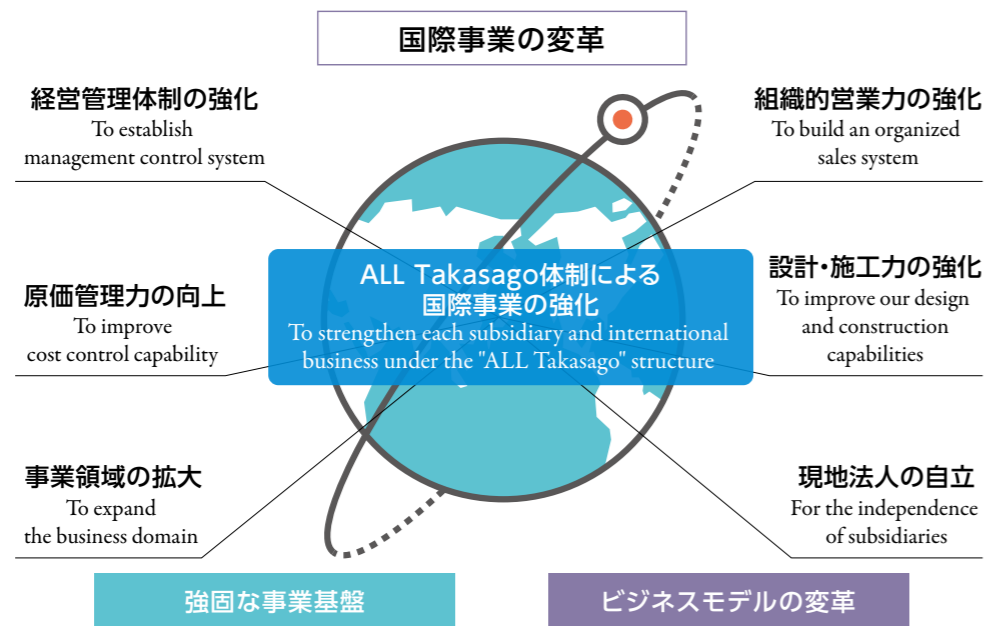 国際事業の変革
経営管理体制の強化
To establish
management control system
組織的営業力の強化
To build an organized
sales system
ALL Takasago体制による
国際事業の強化
To strengthen each subsidiary and international
business under the "ALL Takasago" structure
原価管理力の向上
To improve
cost control capability
設計・施工力の強化
To improve our design
and construction
capabilities
事業領域の拡大
To expand
the business domain
現地法人の自立
For the independence
of subsidiaries
強固な事業基盤
ビジネスモデルの変革